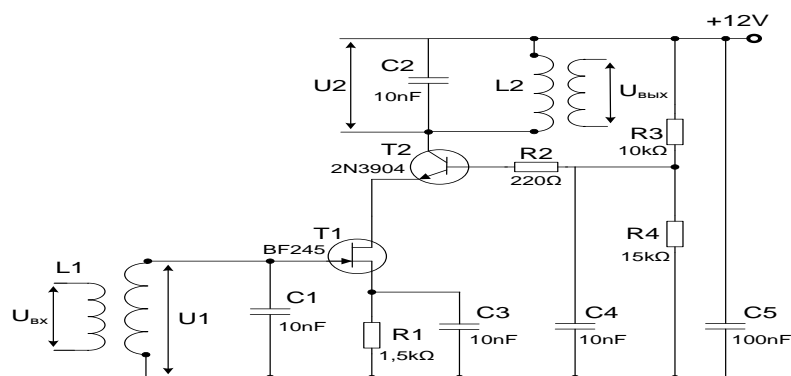 +12V
C2
10nF
U2
L2
Uвых
R3
10kΩ
T2
2N3904
R2
220Ω
R4
15kΩ
T1
BF245
L1
Uвх
U1
C1
10nF
R1
1,5kΩ
C3
10nF
C4
10nF
C5
100nF